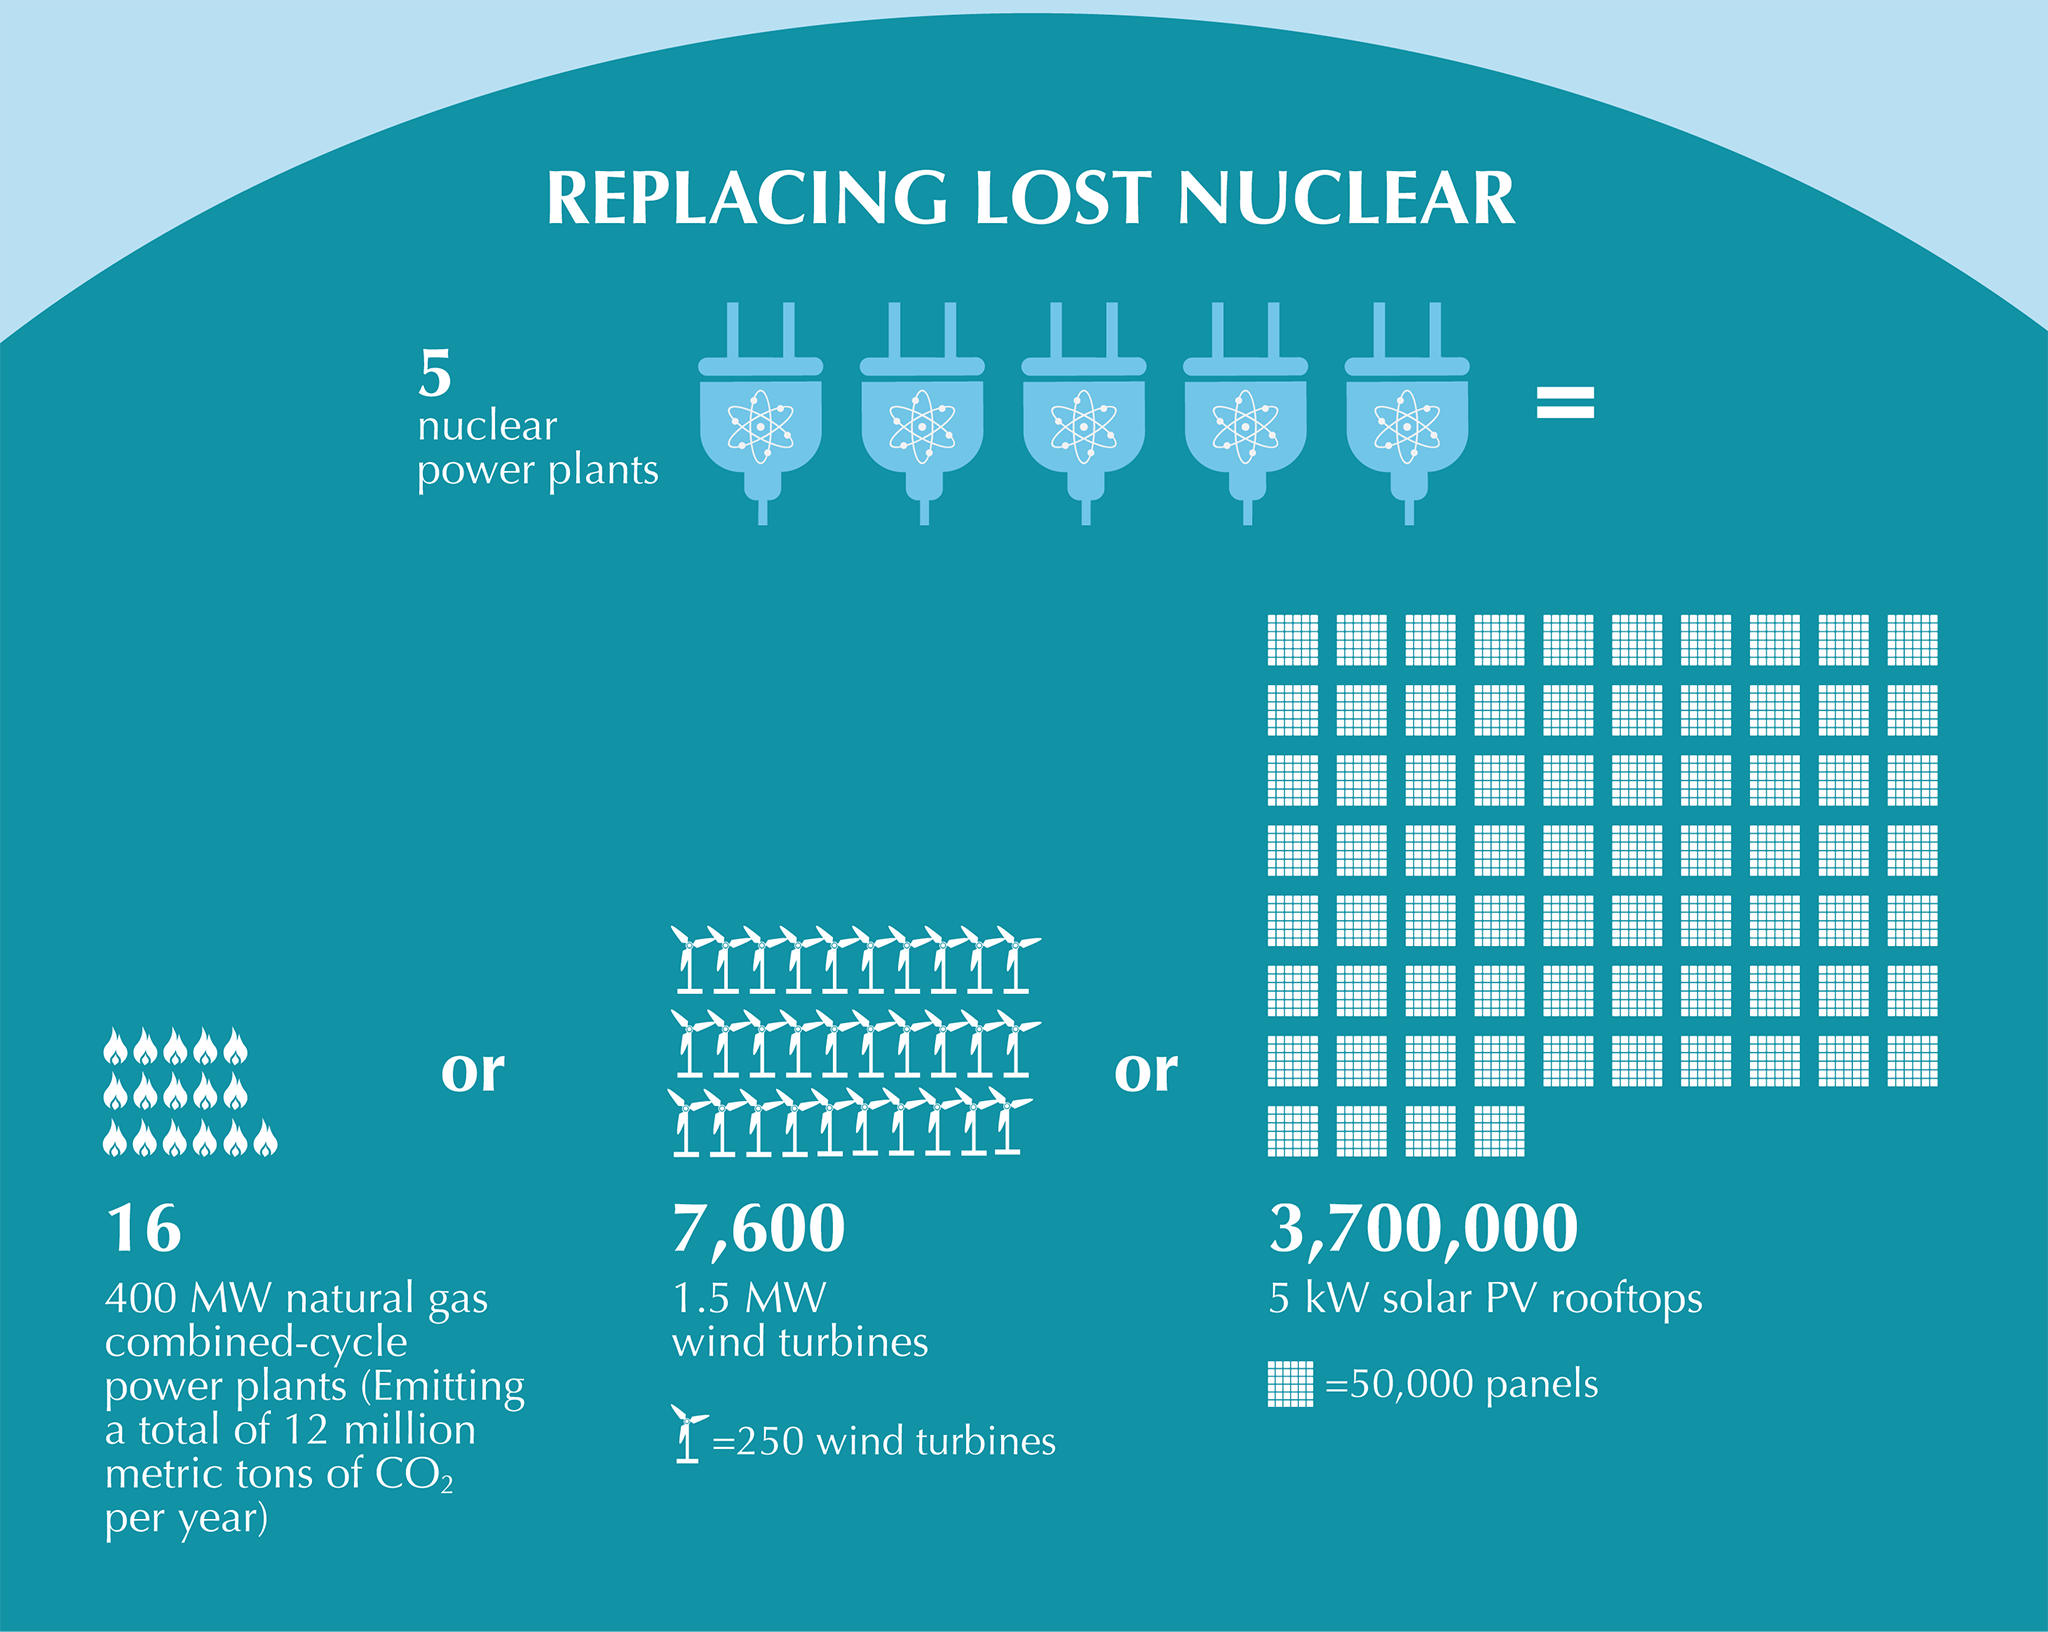 REPLACING LOST NUCLEAR
5
nuclear
power plants
=
or
or
16
400 MW natural gas
combined-cycle
power plants (Emitting
a total of 12 million
metric tons of CO₂
per year)
7,600
1.5 MW
wind turbines
=250 wind turbines
3,700,000
5 kW solar PV rooftops
=50,000 panels